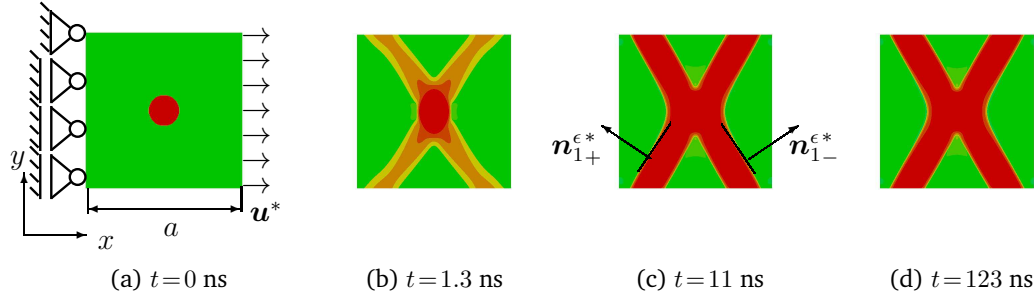 y
x
a
u*
n^{ϵ*}_{1+}
n^{ϵ*}_{1−}
(a) t=0 ns
(b) t=1.3 ns
(c) t=11 ns
(d) t=123 ns